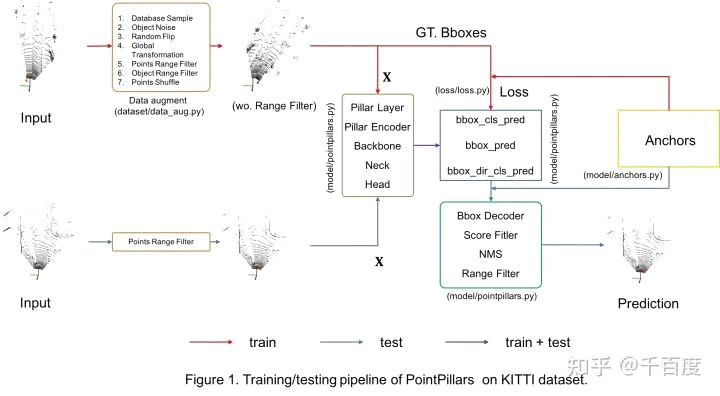 1. Database Sample
2. Object Noise
3. Random Flip
4. Global
Transformation
5. Points Range Filter
6. Object Range Filter
7. Points Shuffle
Input
Data augment
(dataset/data_aug.py)
(wo. Range Filter)
GT. Bboxes
X
(loss/loss.py)
Loss
Pillar Layer
Pillar Encoder
Backbone
Neck
Head
(model/pointpillars.py)
bbox_cls_pred
bbox_pred
bbox_dir_cls_pred
(model/pointpillars.py)
Anchors
(model/anchors.py)
Input
Points Range Filter
X
Bbox Decoder
Score Fitler
NMS
Range Filter
(model/pointpillars.py)
Prediction
train
test
train + test
知乎 @千百度
Figure 1. Training/testing pipeline of PointPillars on KITTI dataset.